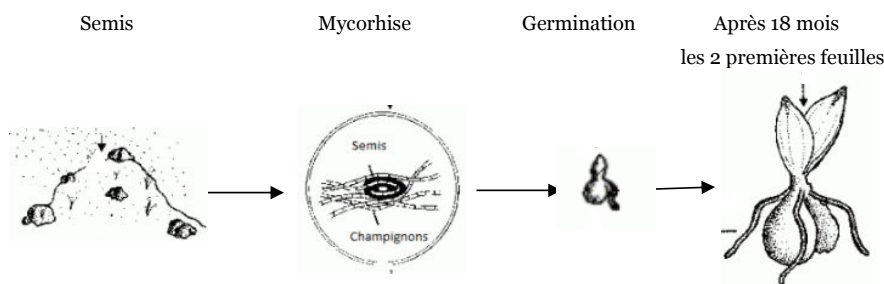 Semis
Mycorhise
Germination
Après 18 mois
les 2 premières feuilles
Semis
Champignons